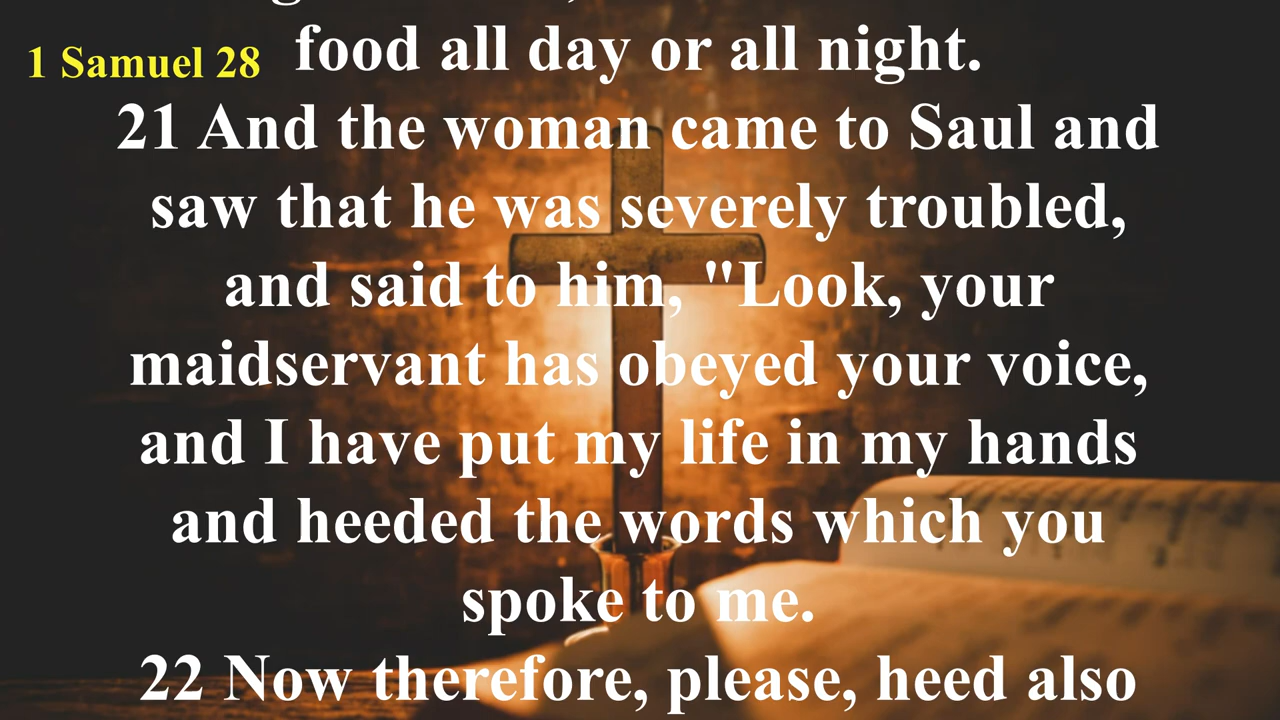 1 Samuel 28
food all day or all night.
21 And the woman came to Saul and
saw that he was severely troubled,
and said to him, "Look, your
maidservant has obeyed your voice,
and I have put my life in my hands
and heeded the words which you
spoke to me.
22 Now therefore, please, heed also